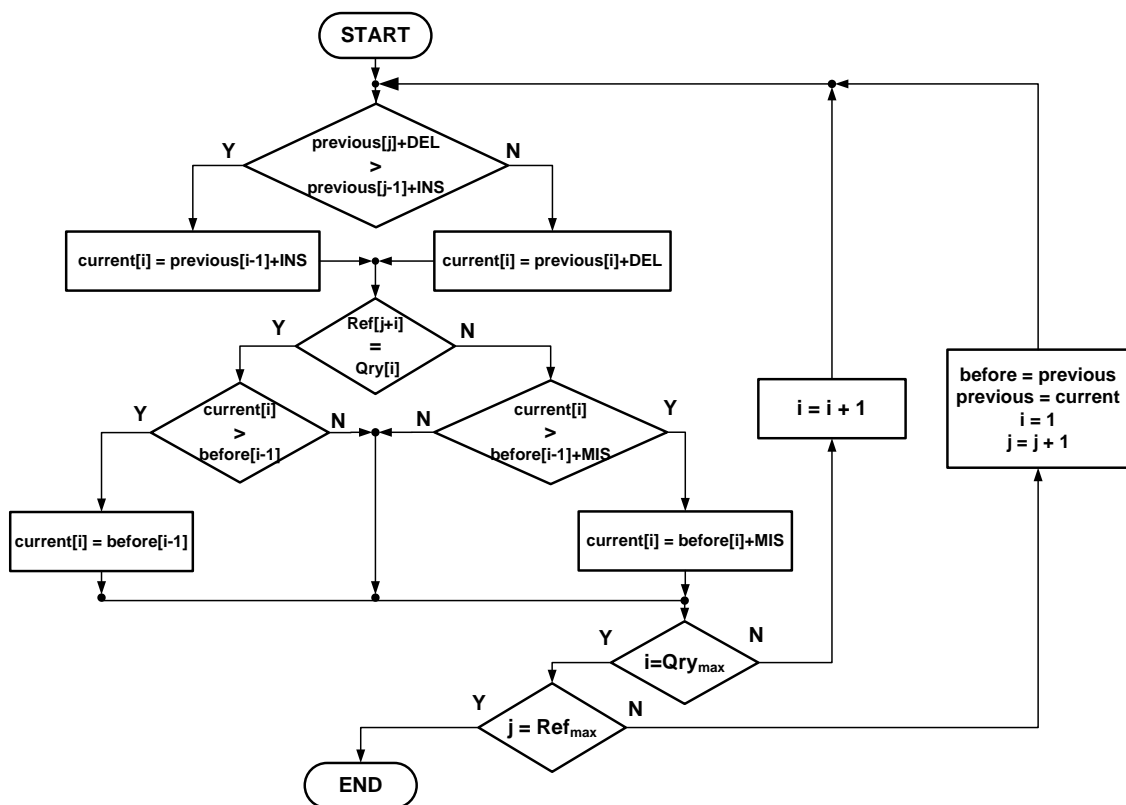 START
previous[j]+DEL
>
previous[j-1]+INS
Y
N
current[i] = previous[i-1]+INS
current[i] = previous[i]+DEL
Ref[j+i]
=
Qry[i]
Y
N
current[i]
>
before[i-1]
Y
N
current[i]
>
before[i-1]+MIS
N
Y
i = i + 1
before = previous
previous = current
i = 1
j = j + 1
current[i] = before[i-1]
current[i] = before[i]+MIS
i=Qrymax
Y
N
j = Refmax
Y
N
END